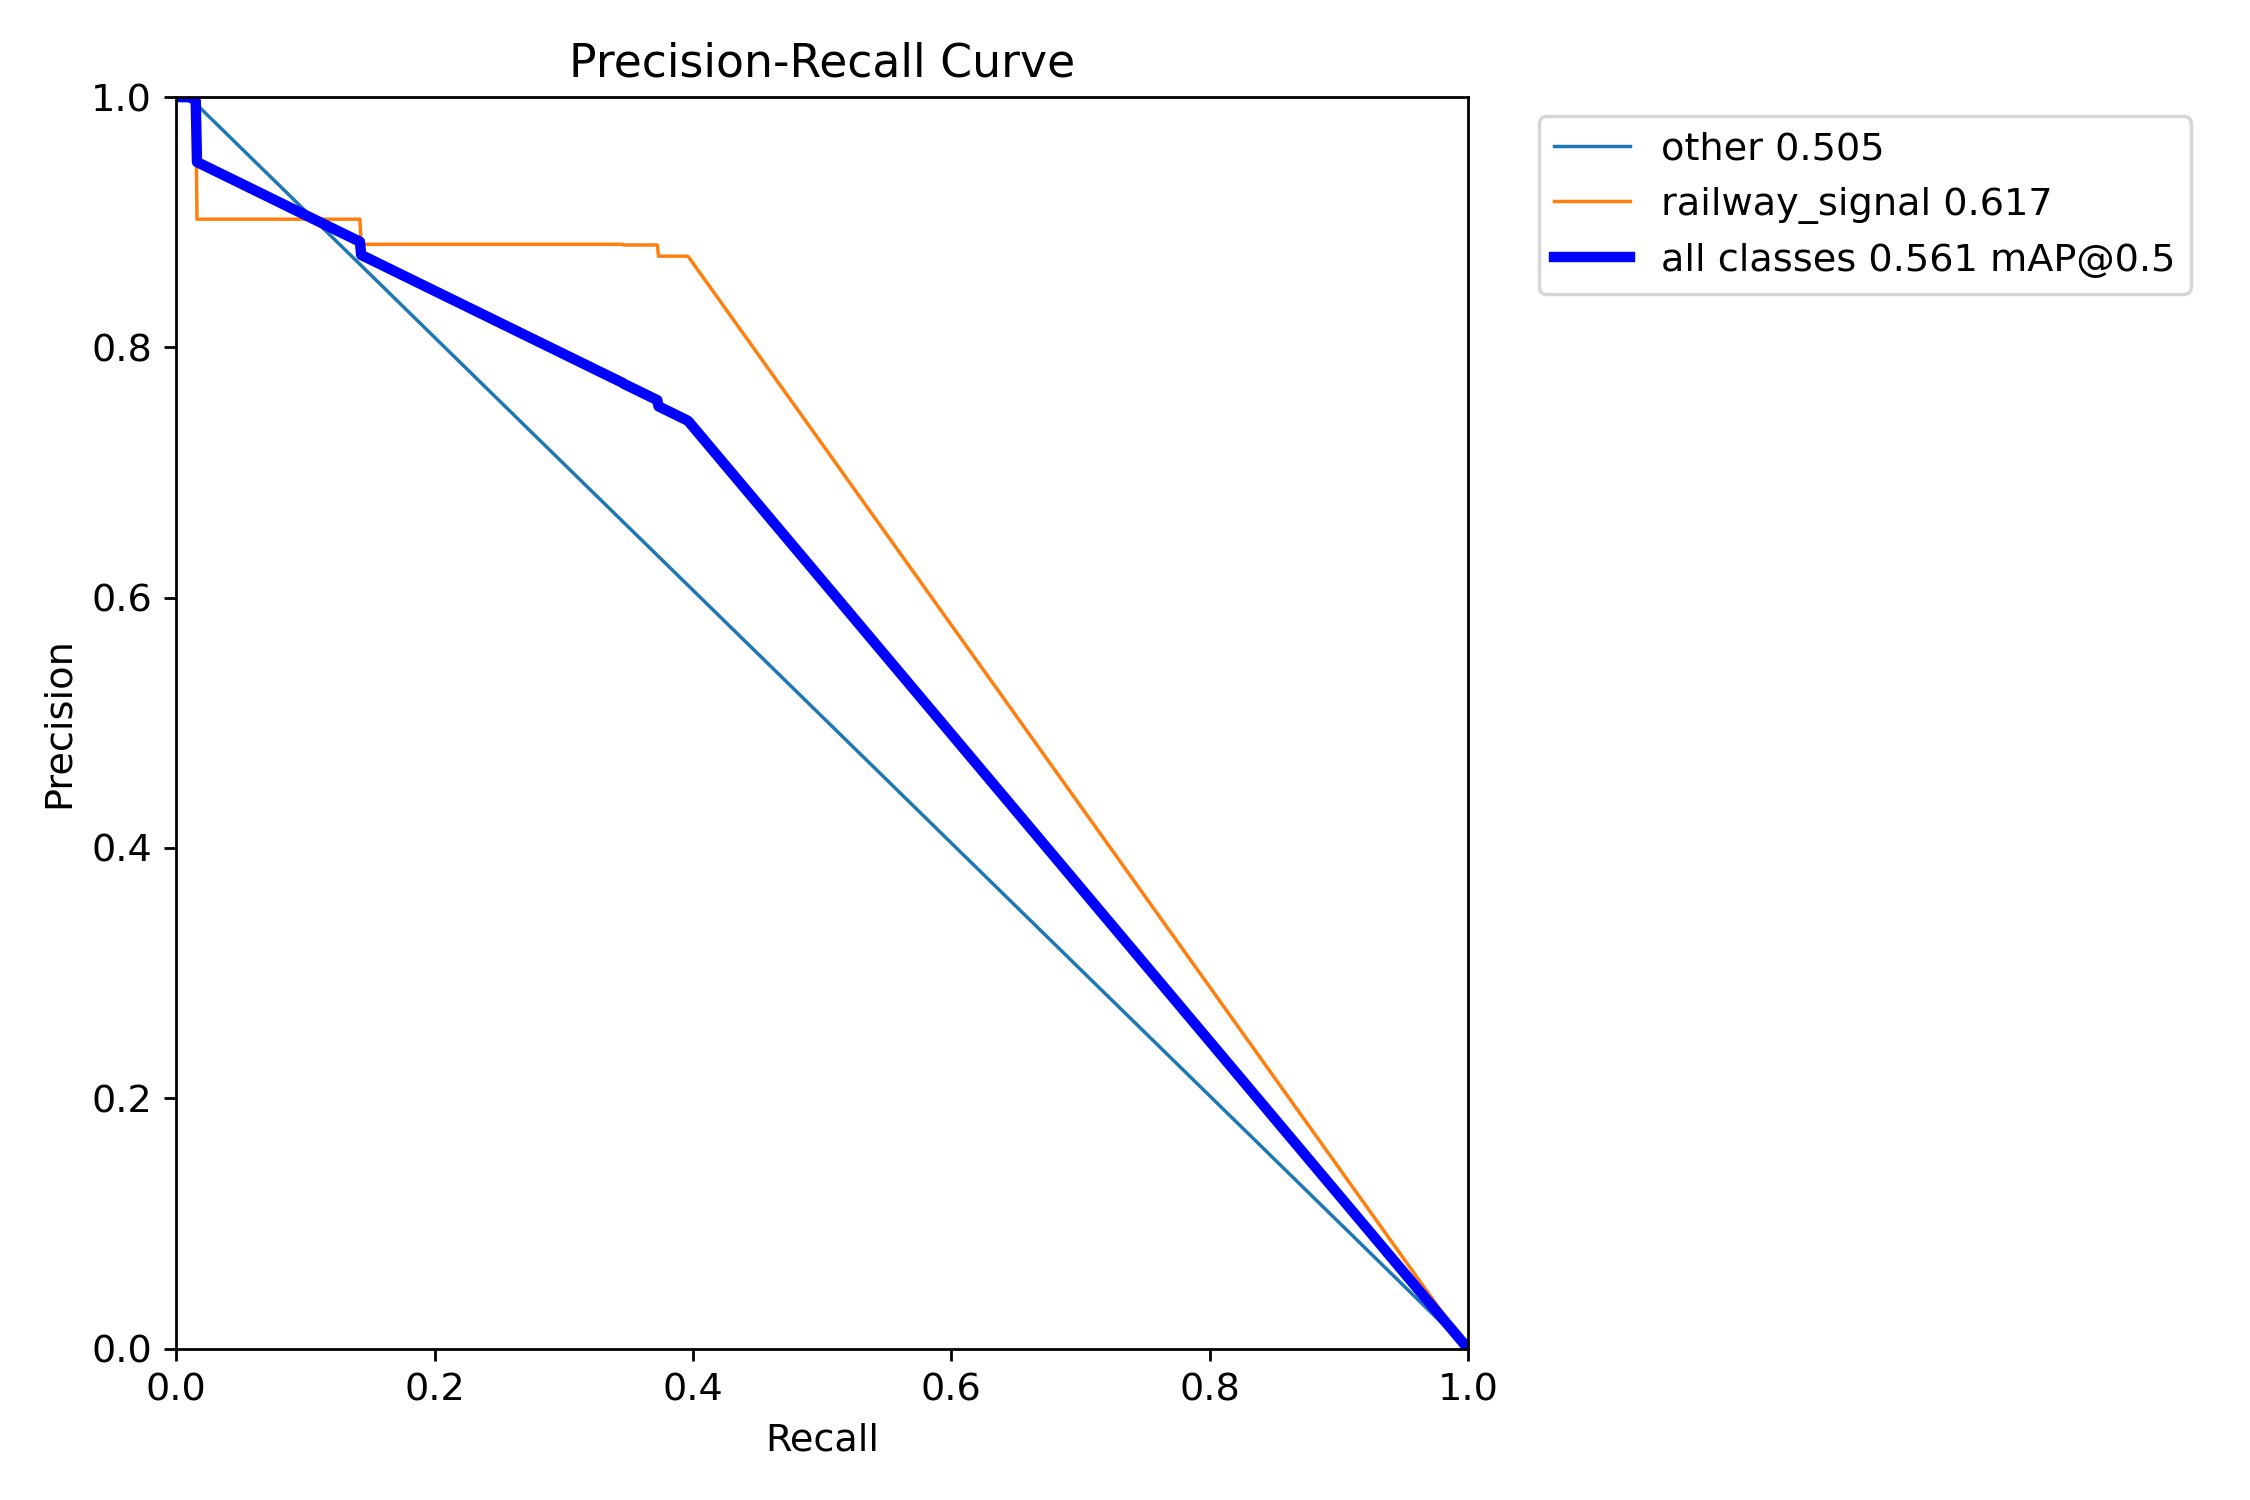 Precision-Recall Curve
1.0
0.8
0.6
0.4
0.2
0.0
Precision
0.0 0.2 0.4 0.6 0.8 1.0
Recall
other 0.505
railway_signal 0.617
all classes 0.561 mAP@0.5